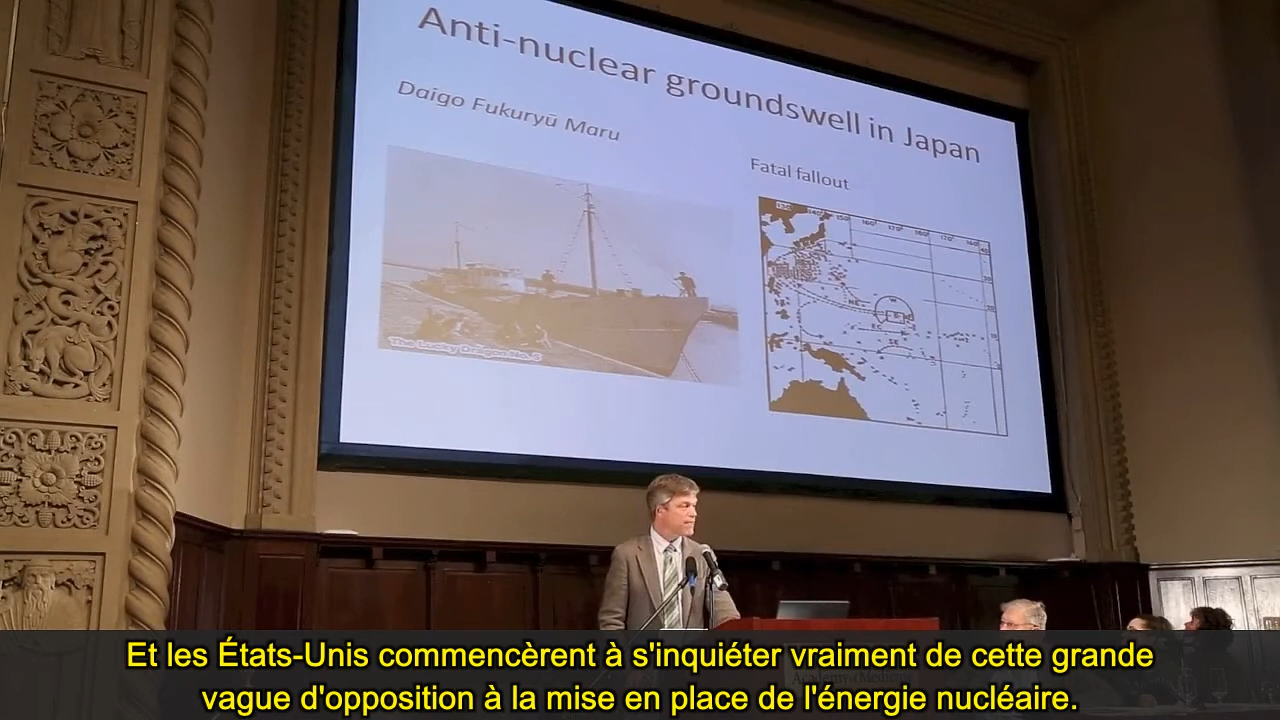 Anti-nuclear groundswell in Japan
Daigo Fukuryū Maru
Fatal fallout
The Lucky Dragon No. 5
Et les États-Unis commencèrent à s'inquiéter vraiment de cette grande
vague d'opposition à la mise en place de l'énergie nucléaire.